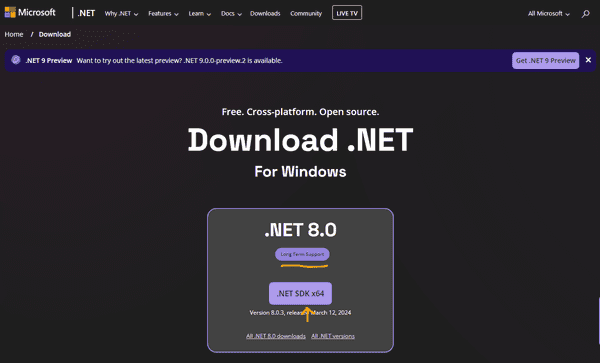 Microsoft | .NET Why .NET Features Learn Docs Downloads Community LIVE TV All Microsoft
Home / Download
.NET 9 Preview Want to try out the latest preview? .NET 9.0.0-preview.2 is available. Get .NET 9 Preview
Free. Cross-platform. Open source.
Download .NET
For Windows
.NET 8.0
Long Term Support
.NET SDK x64
Version 8.0.3, release March 12, 2024
All .NET 8.0 downloads All .NET versions